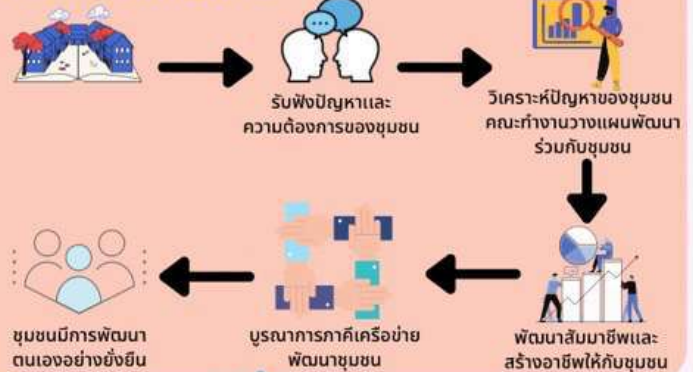 รับฟังปัญหาและ
ความต้องการของชุมชน
วิเคราะห์ปัญหาของชุมชน
คณะทำงานวางแผนพัฒนา
ร่วมกับชุมชน
พัฒนาสัมมาชีพและ
สร้างอาชีพให้กับชุมชน
บูรณาการภาคีเครือข่าย
พัฒนาชุมชน
ชุมชนมีการพัฒนา
ตนเองอย่างยั่งยืน